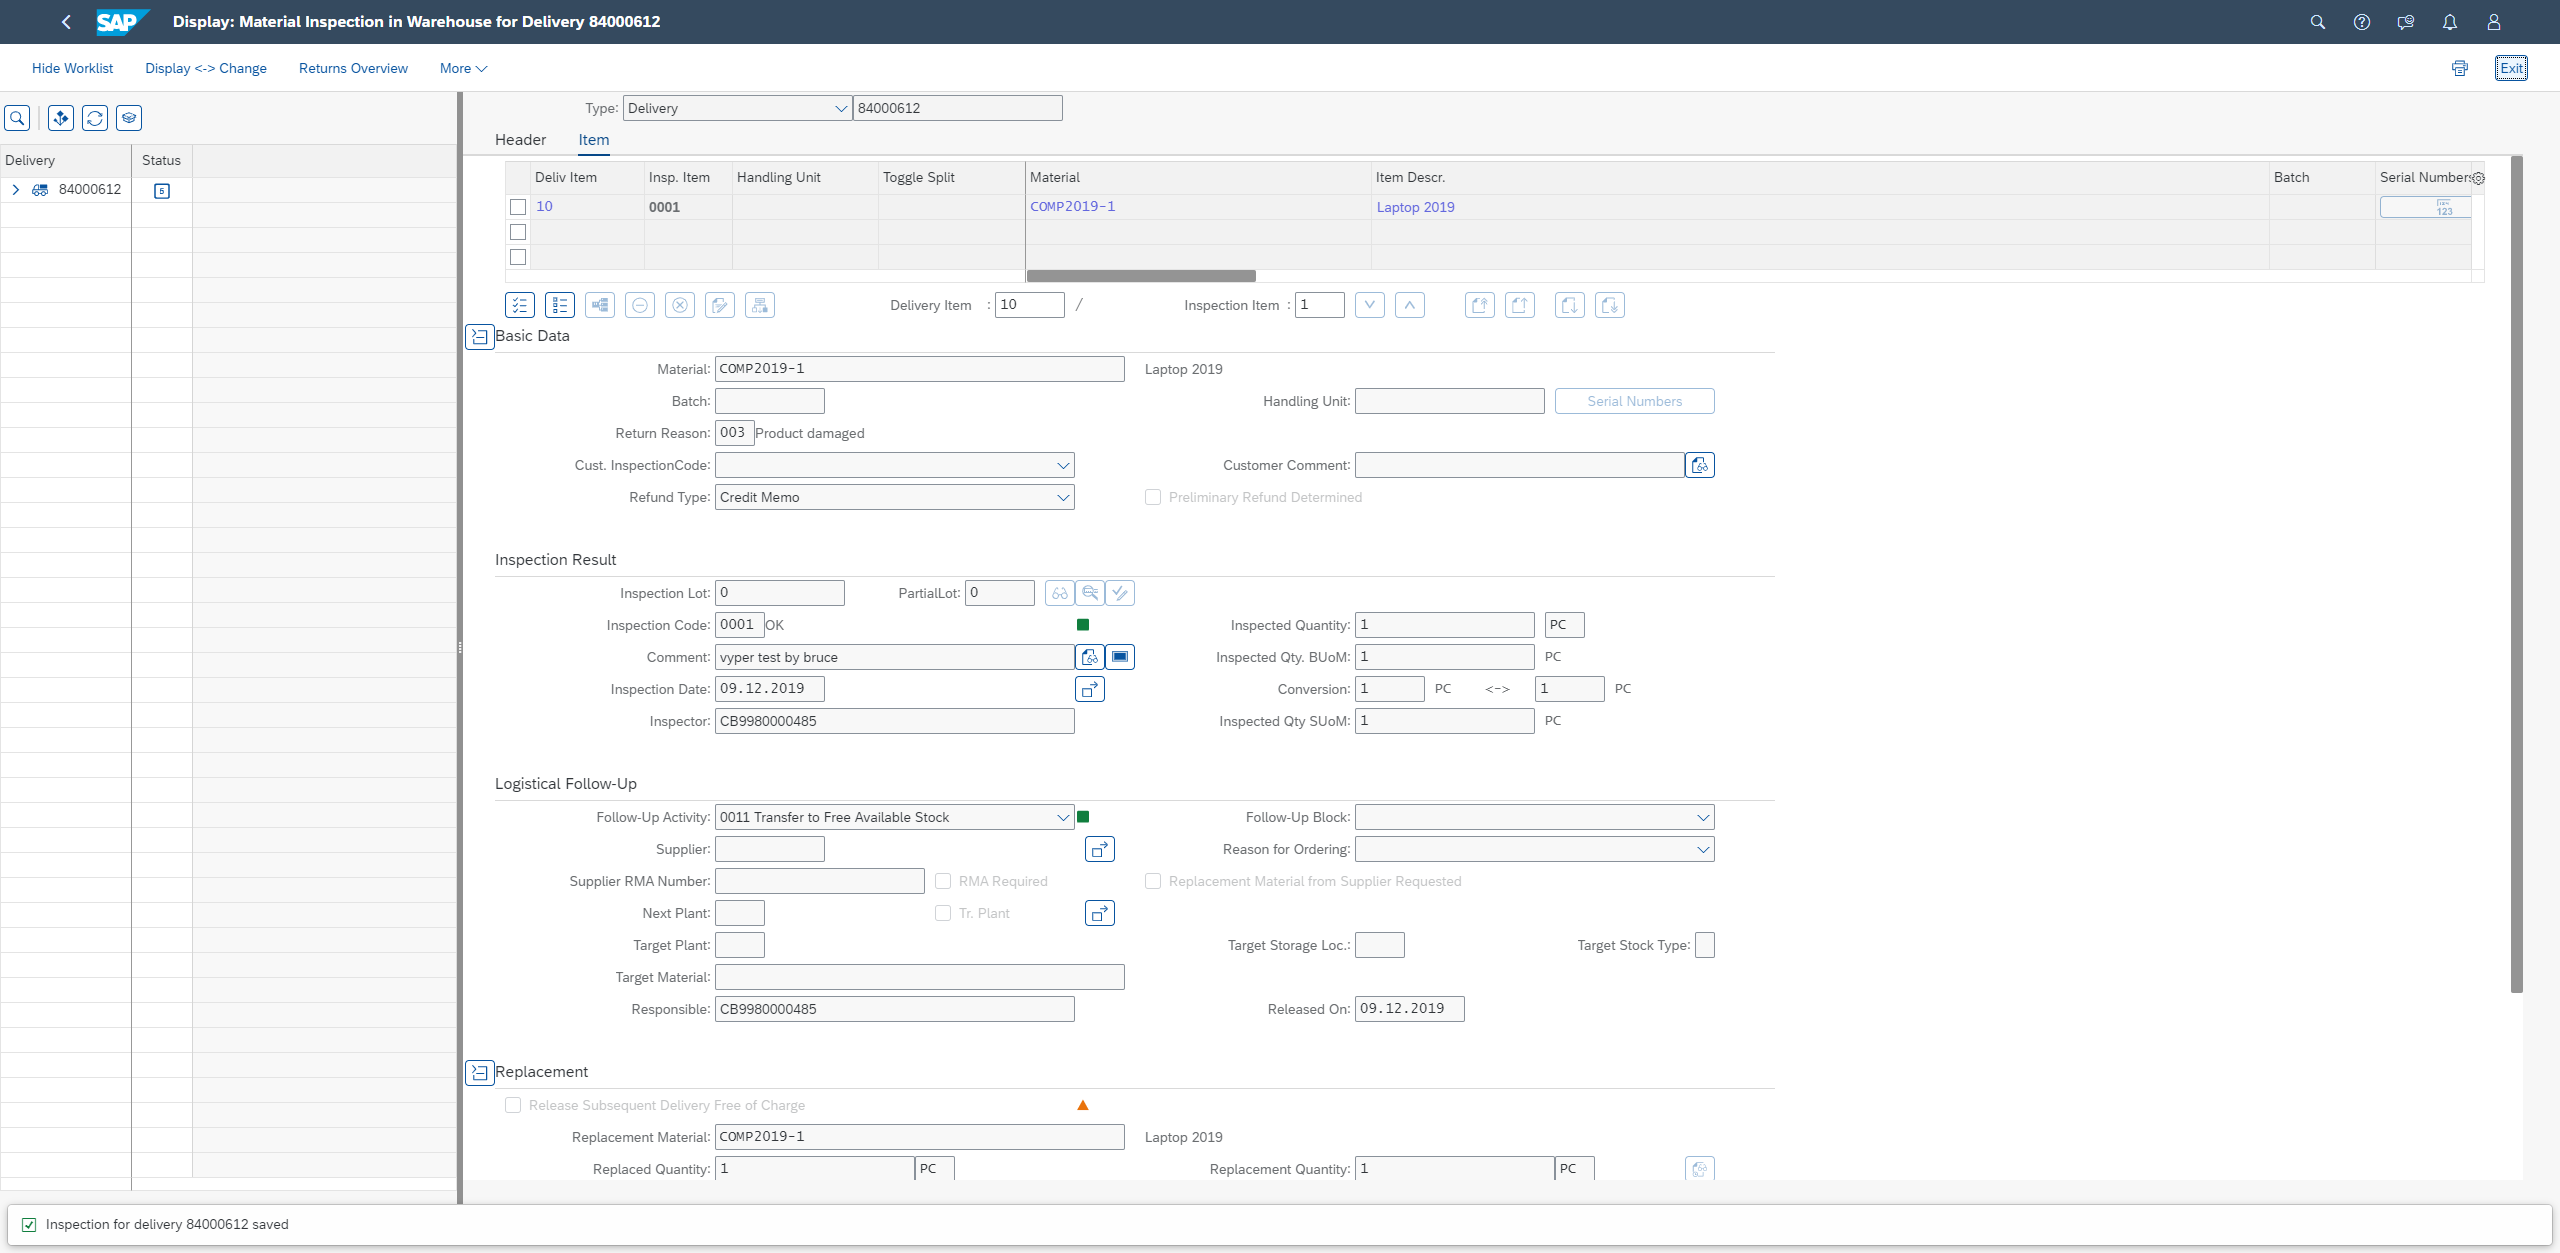 SAP Display: Material Inspection in Warehouse for Delivery 84000612
Hide Worklist Display <-> Change Returns Overview More Exit
Type: Delivery 84000612
Header Item
Delivery Status
84000612 5
Deliv Item Insp. Item Handling Unit Toggle Split Material Item Descr. Batch Serial Numbers
10 0001 COMP2019-1 Laptop 2019 123
Delivery Item : 10 / Inspection Item : 1
Basic Data
Material: COMP2019-1 Laptop 2019
Batch: Handling Unit: Serial Numbers
Return Reason: 003 Product damaged
Cust. InspectionCode: Customer Comment:
Refund Type: Credit Memo Preliminary Refund Determined
Inspection Result
Inspection Lot: 0 PartialLot: 0
Inspection Code: 0001 OK Inspected Quantity: 1 PC
Comment: vyper test by bruce Inspected Qty. BUoM: 1 PC
Inspection Date: 09.12.2019 Conversion: 1 PC <-> 1 PC
Inspector: CB9980000485 Inspected Qty SUoM: 1 PC
Logistical Follow-Up
Follow-Up Activity: 0011 Transfer to Free Available Stock Follow-Up Block:
Supplier: Reason for Ordering:
Supplier RMA Number: RMA Required Replacement Material from Supplier Requested
Next Plant: Tr. Plant
Target Plant: Target Storage Loc.: Target Stock Type:
Target Material:
Responsible: CB9980000485 Released On: 09.12.2019
Replacement
Release Subsequent Delivery Free of Charge
Replacement Material: COMP2019-1 Laptop 2019
Replaced Quantity: 1 PC Replacement Quantity: 1 PC
Inspection for delivery 84000612 saved